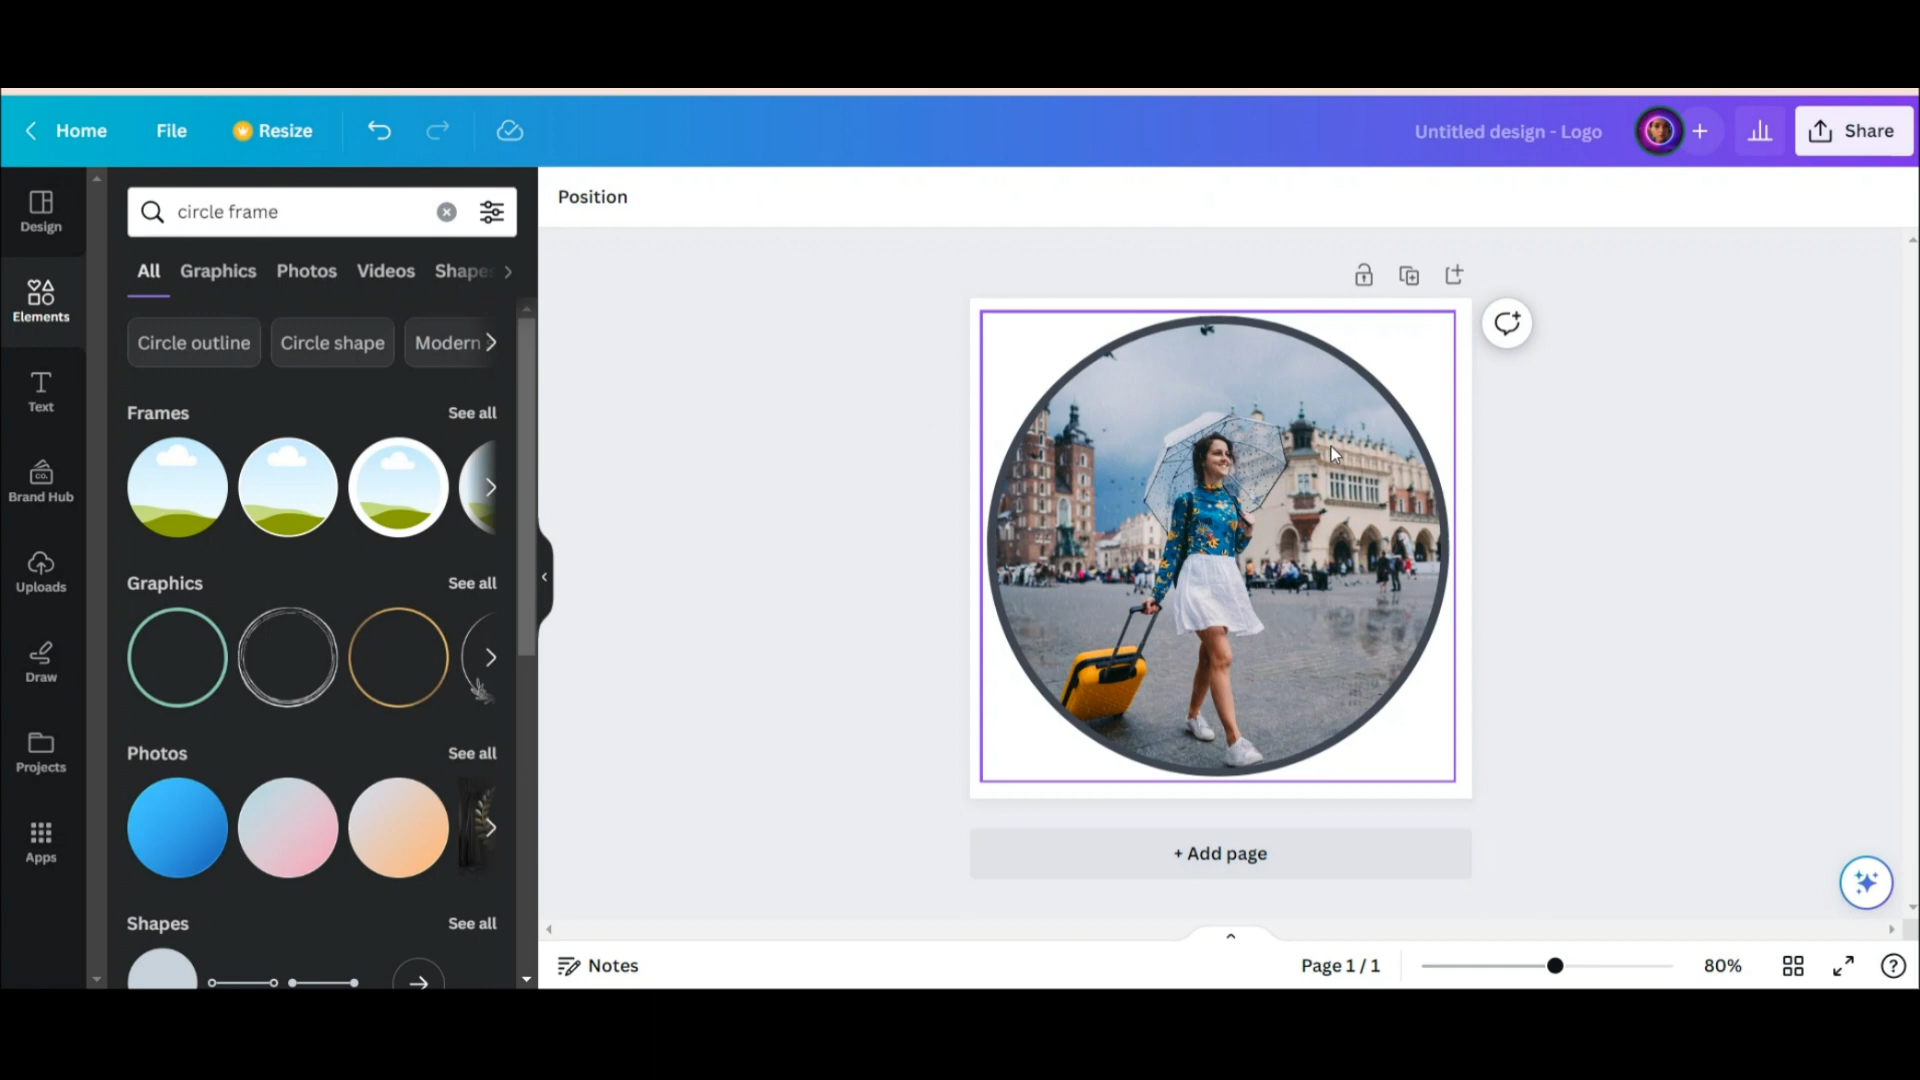 Home File Resize Untitled design - Logo Share
Design
Elements
Text
Brand Hub
Uploads
Draw
Projects
Apps
circle frame
All Graphics Photos Videos Shape
Circle outline Circle shape Modern
Frames See all
Graphics See all
Photos See all
Shapes See all
Position
+ Add page
Notes Page 1 / 1 80%